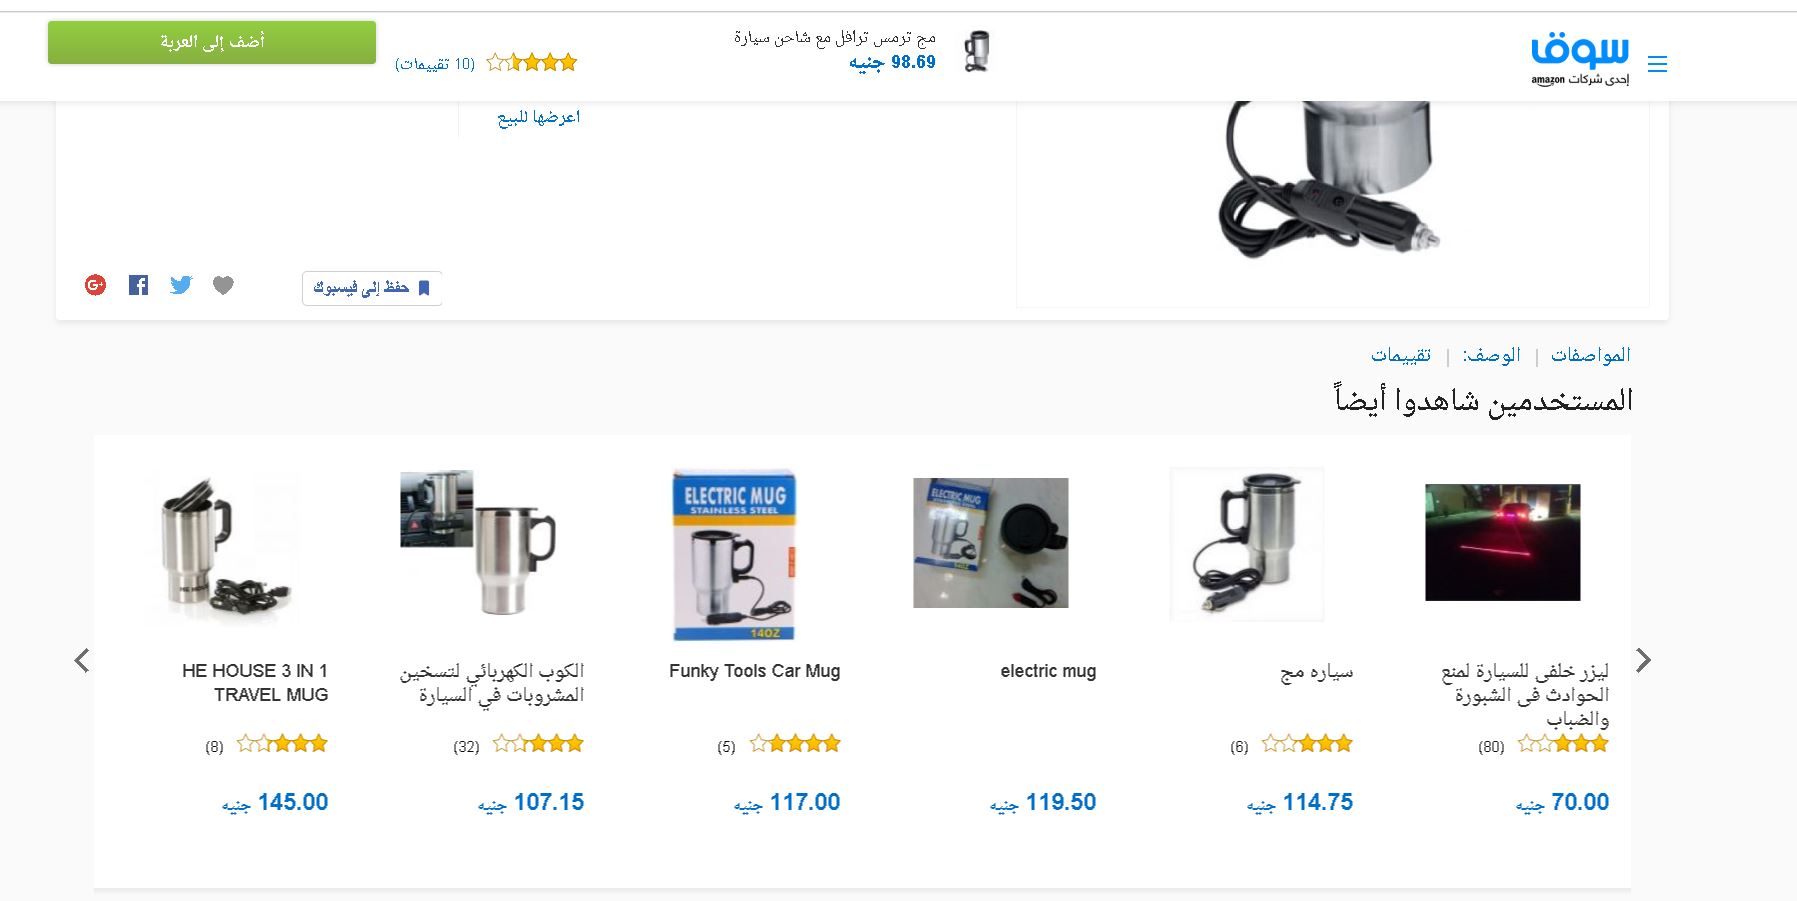 سوق
إحدى شركات amazon
مج ترمس ترافل مع شاحن سيارة
98.69 جنيه
(10 تقييمات)
أضف إلى العربة
اعرضها للبيع
حفظ إلى فيسبوك
المواصفات | الوصف: | تقييمات
المستخدمين شاهدوا أيضاً
ليزر خلفى للسيارة لمنع
الحوادث فى الشبورة
والضباب
(80)
70.00 جنيه
سياره مج
(6)
114.75 جنيه
ELECTRIC MUG
electric mug
119.50 جنيه
ELECTRIC MUG
STAINLESS STEEL
14OZ
Funky Tools Car Mug
(5)
117.00 جنيه
الكوب الكهربائي لتسخين
المشروبات في السيارة
(32)
107.15 جنيه
HE HOUSE 3 IN 1
TRAVEL MUG
(8)
145.00 جنيه